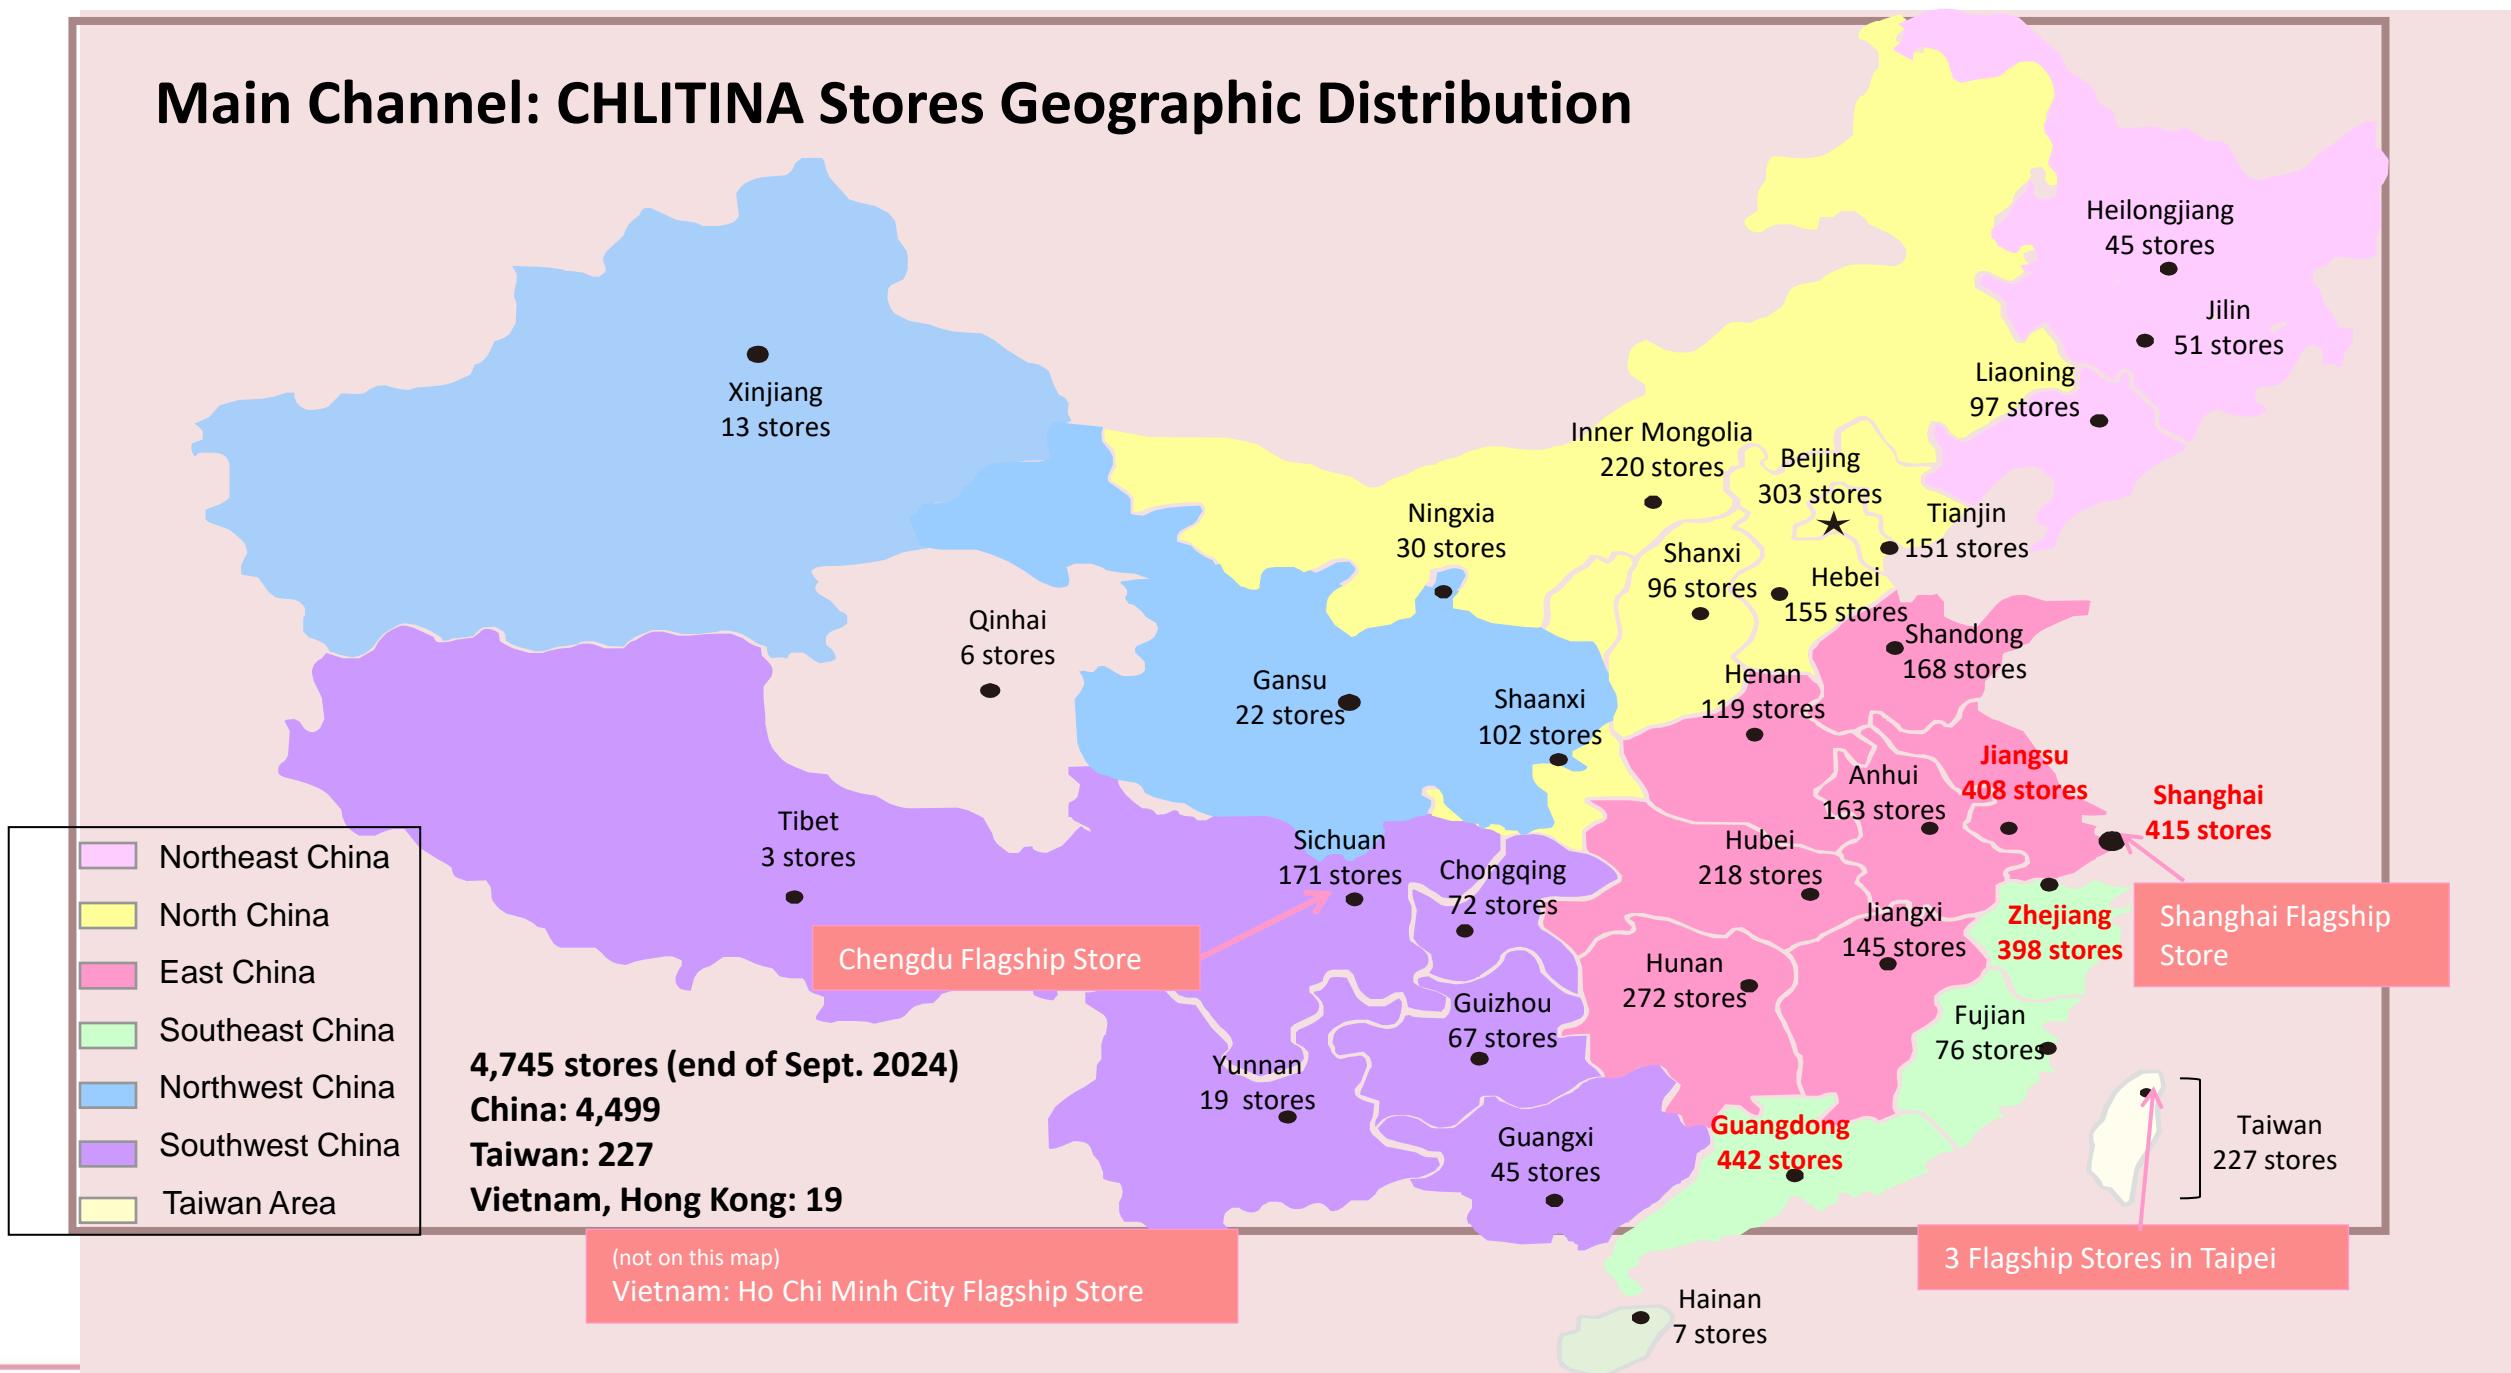 Main Channel: CHLITINA Stores Geographic Distribution
Heilongjiang
45 stores
Jilin
51 stores
Liaoning
97 stores
Xinjiang
13 stores
Inner Mongolia
220 stores
Beijing
303 stores
Ningxia
30 stores
Tianjin
151 stores
Shanxi
96 stores
Hebei
155 stores
Qinhai
6 stores
Shandong
168 stores
Gansu
22 stores
Shaanxi
102 stores
Henan
119 stores
Jiangsu
408 stores
Anhui
163 stores
Shanghai
415 stores
Tibet
3 stores
Sichuan
171 stores
Chongqing
72 stores
Hubei
218 stores
Jiangxi
145 stores
Zhejiang
398 stores
Shanghai Flagship
Store
Chengdu Flagship Store
Hunan
272 stores
Guizhou
67 stores
Fujian
76 stores
Yunnan
19  stores
Guangxi
45 stores
Guangdong
442 stores
Taiwan
227 stores
Northeast China
North China
East China
Southeast China
Northwest China
Southwest China
Taiwan Area
4,745 stores (end of Sept. 2024)
China: 4,499
Taiwan: 227
Vietnam, Hong Kong: 19
(not on this map)
Vietnam: Ho Chi Minh City Flagship Store
3 Flagship Stores in Taipei
Hainan
7 stores